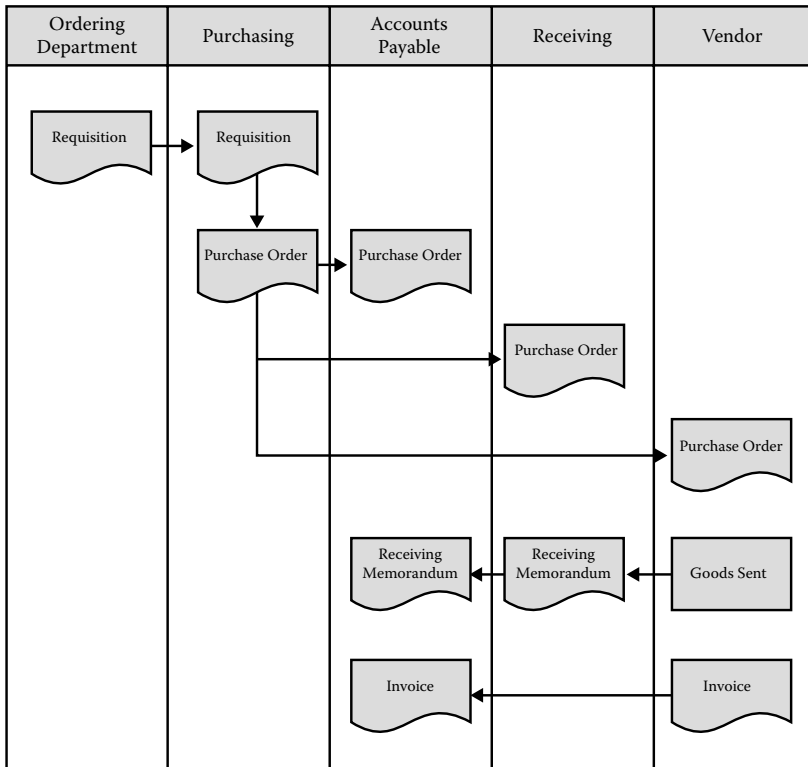 Ordering
Department
Purchasing
Accounts
Payable
Receiving
Vendor
Requisition
Requisition
Purchase Order
Purchase Order
Purchase Order
Purchase Order
Receiving
Memorandum
Receiving
Memorandum
Goods Sent
Invoice
Invoice